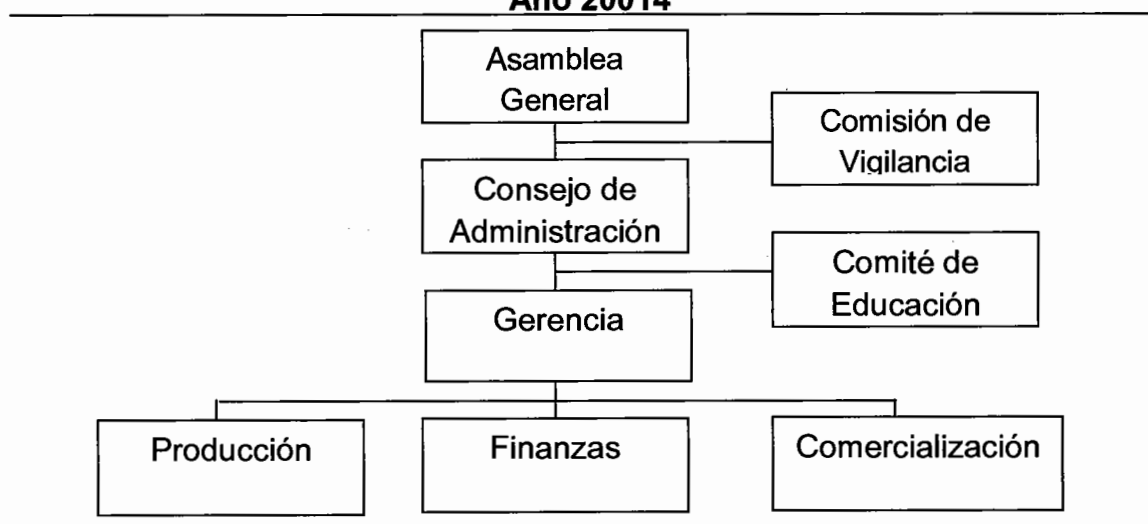 Año 20014
Asamblea
General
Comisión de
Vigilancia
Consejo de
Administración
Comité de
Educación
Gerencia
Producción
Finanzas
Comercialización